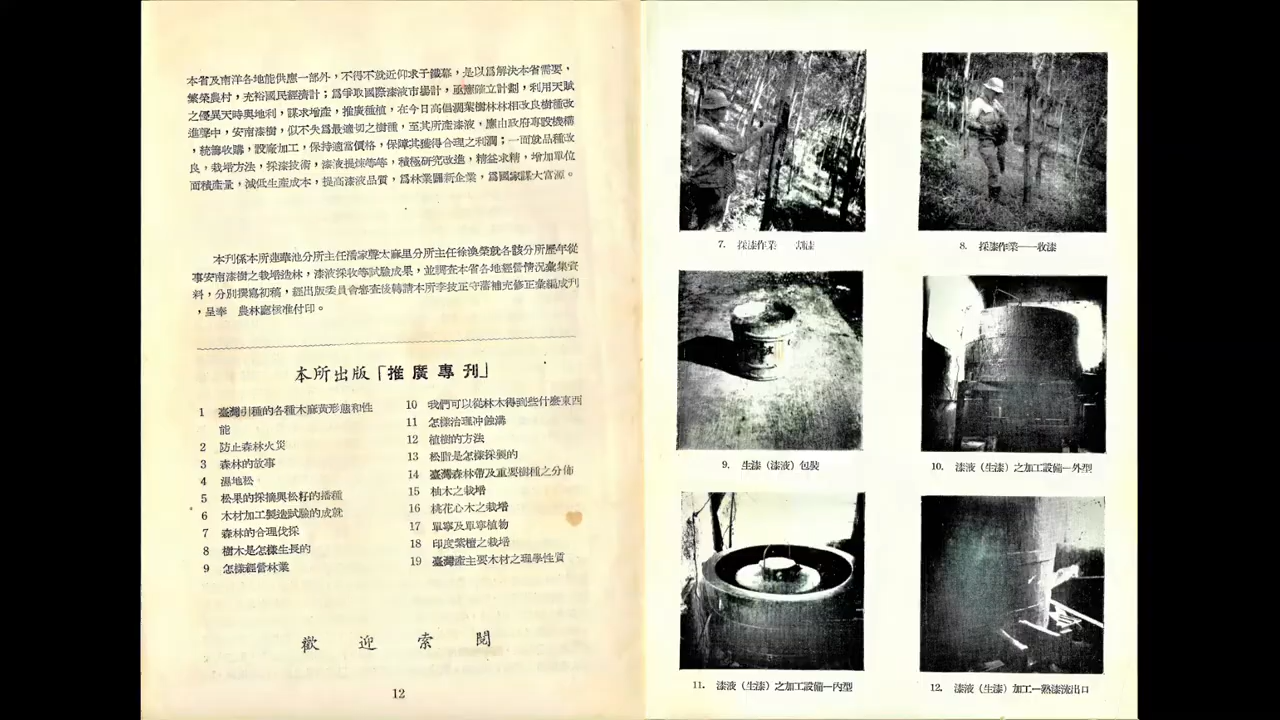 本省及南洋各地能供應一部外，不得不就近仰求于鐵幕，是以爲解決本省需要，
繁榮農村，充裕國民經濟計；爲爭取國際漆液市場計，亟應確立計劃，利用天賦
之優異天時與地利，謀求增產，推廣種植，在今日高倡濶葉樹林林相改良樹種改
進聲中，安南漆樹，似不失爲最適切之樹種，至其所產漆液，應由政府專設機構
，統籌收購，設廠加工，保持適當價格，保障其獲得合理之利潤；一面就品種改
良，栽培方法，採漆技術，漆液提煉等等，積極研究改進，精益求精，增加單位
面積產量，減低生產成本，提高漆液品質，爲林業闢新企業，爲國家謀大富源。
本刊係本所蓮華池分所主任潘家聲太麻里分所主任徐渙榮就各該分所歷年從
事安南漆樹之栽培造林，漆液採收等試驗成果，並調查本省各地經營情況彙集資
料，分別撰寫初稿，經出版委員會審查後轉請本所李技正守藩補充修正彙編成刊
，呈奉　農林廳核准付印。
本所出版「推廣專刊」
1 臺灣引種的各種木麻黃形態和性
能
2 防止森林火災
3 森林的故事
4 濕地松
5 松果的採摘與松籽的播種
6 木材加工製造試驗的成就
7 森林的合理伐採
8 樹木是怎樣生長的
9 怎樣經營林業
10 我們可以從林木得到些什麼東西
11 怎樣治理冲蝕溝
12 植樹的方法
13 松脂是怎樣採製的
14 臺灣森林帶及重要樹種之分佈
15 柚木之栽培
16 桃花心木之栽培
17 單寧及單寧植物
18 印度紫檀之栽培
19 臺灣產主要木材之理學性質
歡迎索閱
12
7. 採漆作業　割漆
8. 採漆作業——收漆
9. 生漆（漆液）包裝
10. 漆液（生漆）之加工設備—外型
11. 漆液（生漆）之加工設備—內型
12. 漆液（生漆）加工—熟漆流出口